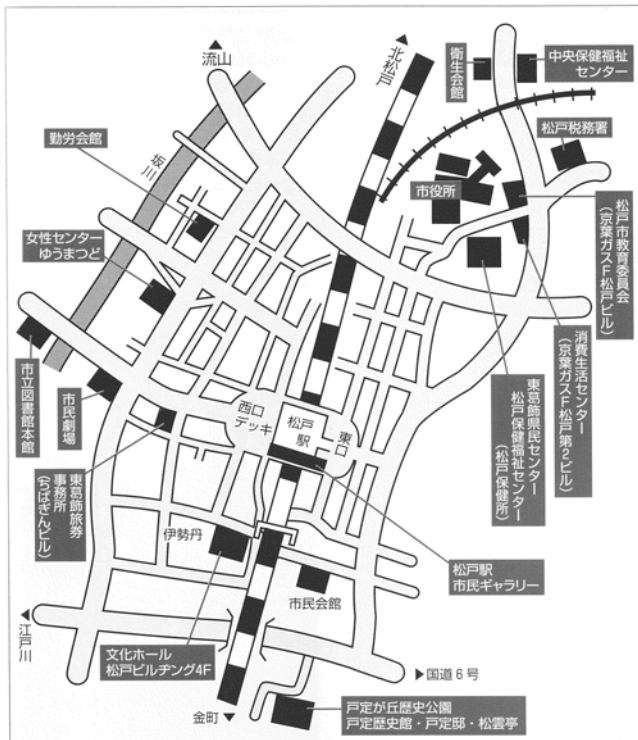 流山
北松戸
衛生会館
中央保健福祉
センター
勤労会館
坂川
松戸税務署
市役所
女性センター
ゆうまつど
松戸市教育委員会
(京葉ガスF松戸ビル)
消費生活センター
(京葉ガスF松戸第2ビル)
東葛飾県民センター
松戸保健福祉センター
(松戸保健所)
市立図書館本館
市民劇場
西口
デッキ
松戸
駅
東口
東葛飾旅券
事務所
(ちばぎんビル)
伊勢丹
松戸駅
市民ギャラリー
市民会館
江戸川
文化ホール
松戸ビルヂング4F
国道6号
金町
戸定が丘歴史公園
戸定歴史館・戸定邸・松雲亭